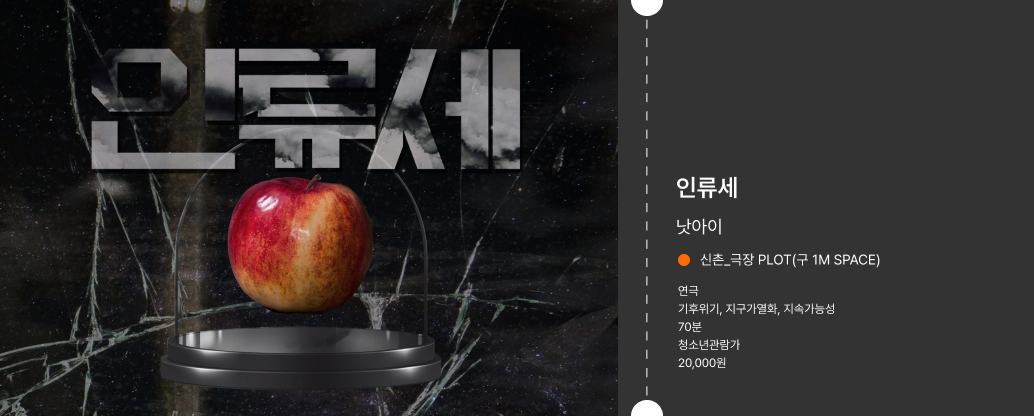 인류세
인류세
낫아이
신촌_극장 PLOT(구 1M SPACE)
연극
기후위기, 지구가열화, 지속가능성
70분
청소년관람가
20,000원